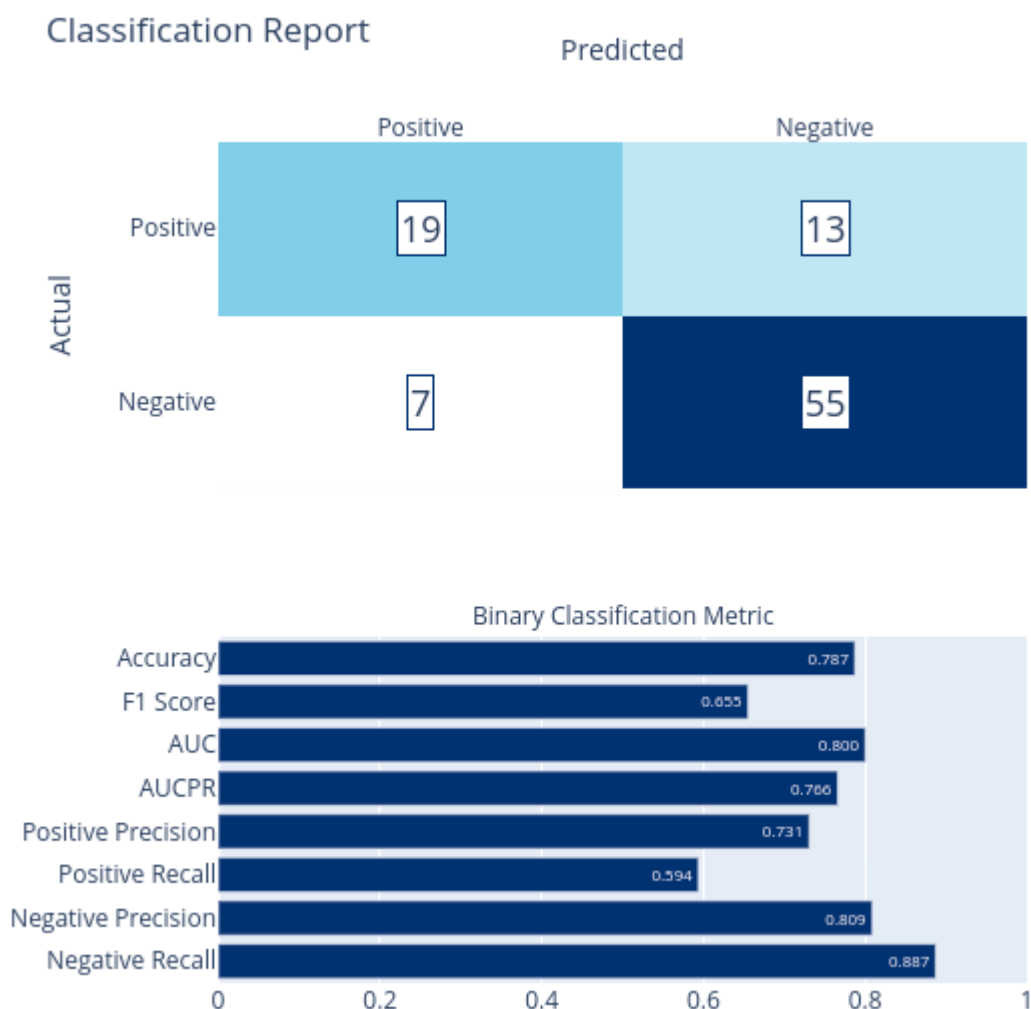 Classification Report
Predicted
Positive Negative
Actual
Positive 19 13
Negative 7 55
Binary Classification Metric
Accuracy 0.787
F1 Score 0.655
AUC 0.800
AUCPR 0.766
Positive Precision 0.731
Positive Recall 0.594
Negative Precision 0.809
Negative Recall 0.887
0 0.2 0.4 0.6 0.8 1